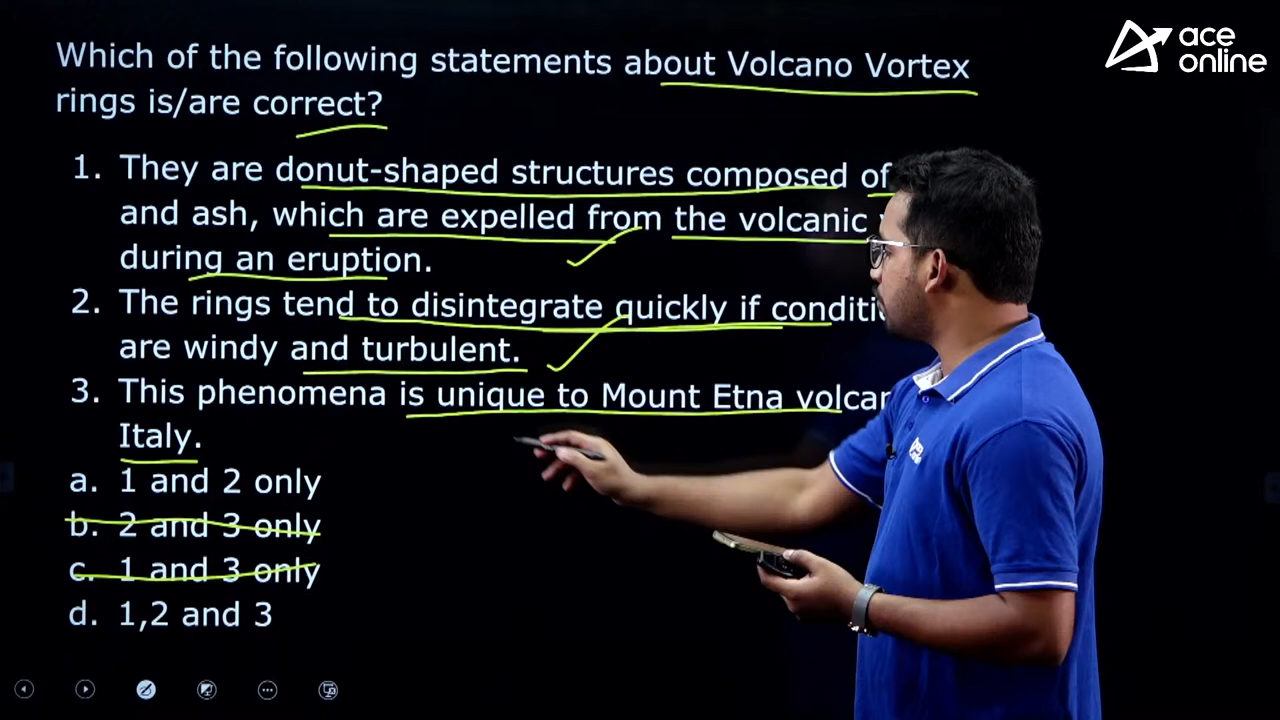 ace
online
Which of the following statements about Volcano Vortex
rings is/are correct?
1. They are donut-shaped structures composed of
and ash, which are expelled from the volcanic
during an eruption.
2. The rings tend to disintegrate quickly if
are windy and turbulent.
3. This phenomena is unique to Mount Etna
Italy.
a. 1 and 2 only
b. 2 and 3 only
c. 1 and 3 only
d. 1,2 and 3